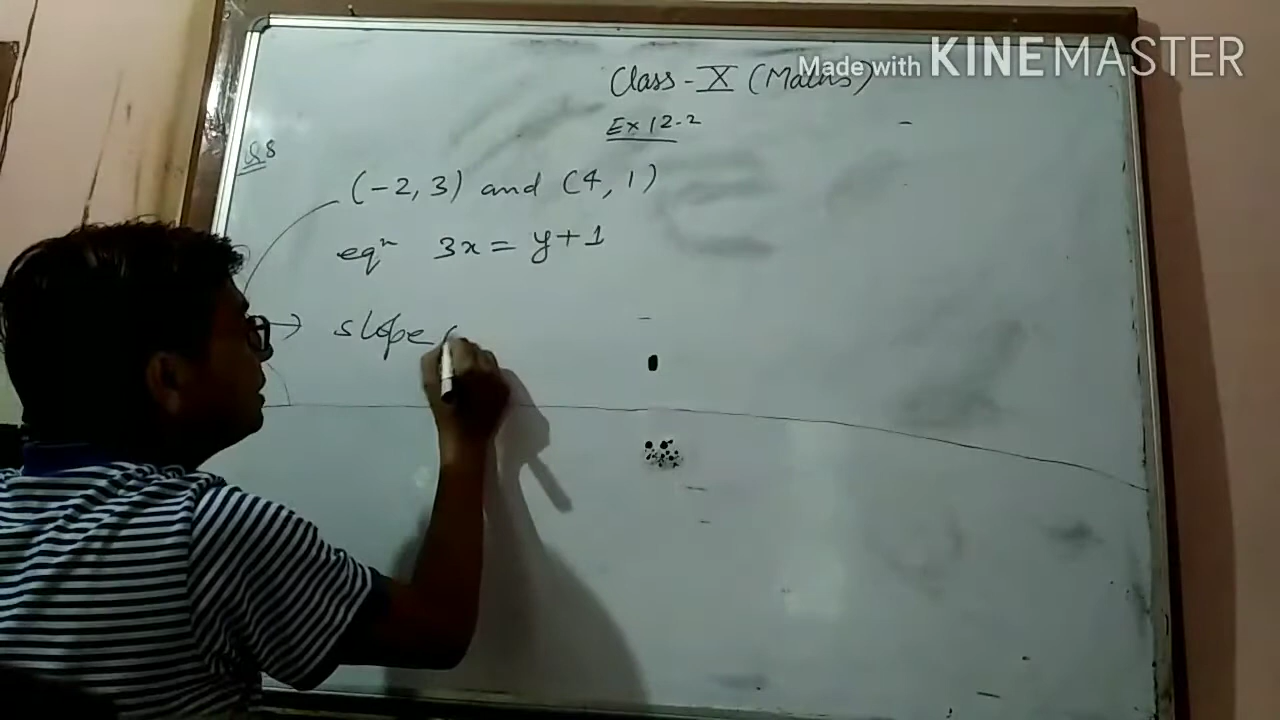 Made with KINEMASTER
Class - X (Maths)
Ex 12.2
Q8
(-2, 3) and (4, 1)
eqⁿ 3x = y + 1
→ slope (